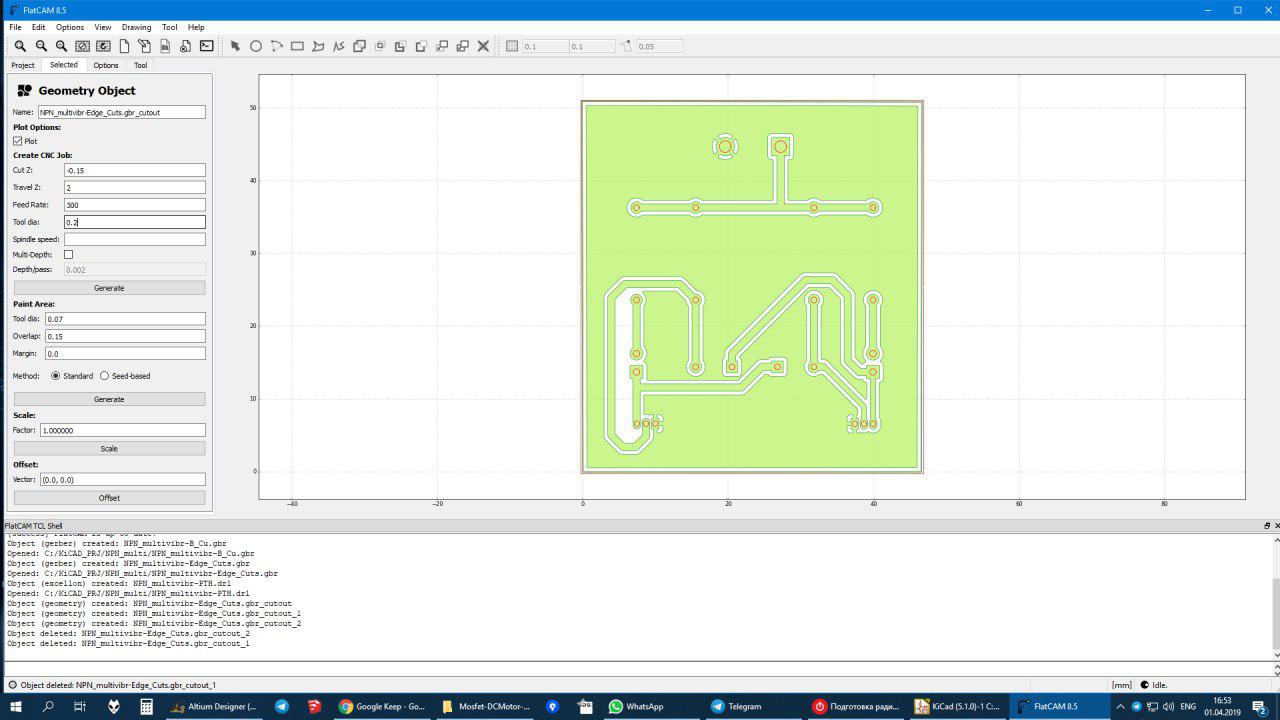 FlatCAM 8.5
File Edit Options View Drawing Tool Help
0.1 0.1 0.05
Project Selected Options Tool
Geometry Object
Name: NPN_multivibr-Edge_Cuts.gbr_cutout
Plot Options:
Plot
Create CNC Job:
Cut Z: -0.15
Travel Z: 2
Feed Rate: 300
Tool dia: 0.2
Spindle speed:
Multi-Depth:
Depth/pass: 0.002
Generate
Paint Area:
Tool dia: 0.07
Overlap: 0.15
Margin: 0.0
Method: Standard Seed-based
Generate
Scale:
Factor: 1.000000
Scale
Offset:
Vector: (0.0, 0.0)
Offset
50
40
30
20
10
0
−40 −20 0 20 40 60 80
FlatCAM TCL Shell
Object (gerber) created: NPN_multivibr-B_Cu.gbr
Opened: C:/KiCAD_PRJ/NPN_multi/NPN_multivibr-B_Cu.gbr
Object (gerber) created: NPN_multivibr-Edge_Cuts.gbr
Opened: C:/KiCAD_PRJ/NPN_multi/NPN_multivibr-Edge_Cuts.gbr
Object (excellon) created: NPN_multivibr-PTH.drl
Opened: C:/KiCAD_PRJ/NPN_multi/NPN_multivibr-PTH.drl
Object (geometry) created: NPN_multivibr-Edge_Cuts.gbr_cutout
Object (geometry) created: NPN_multivibr-Edge_Cuts.gbr_cutout_1
Object (geometry) created: NPN_multivibr-Edge_Cuts.gbr_cutout_2
Object deleted: NPN_multivibr-Edge_Cuts.gbr_cutout_2
Object deleted: NPN_multivibr-Edge_Cuts.gbr_cutout_1
Object deleted: NPN_multivibr-Edge_Cuts.gbr_cutout_1 [mm] Idle.
Altium Designer (... Google Keep - Go... Mosfet-DCMotor-... WhatsApp Telegram Подготовка ради... KiCad (5.1.0)-1 C:... FlatCAM 8.5
16:53
01.04.2019
2